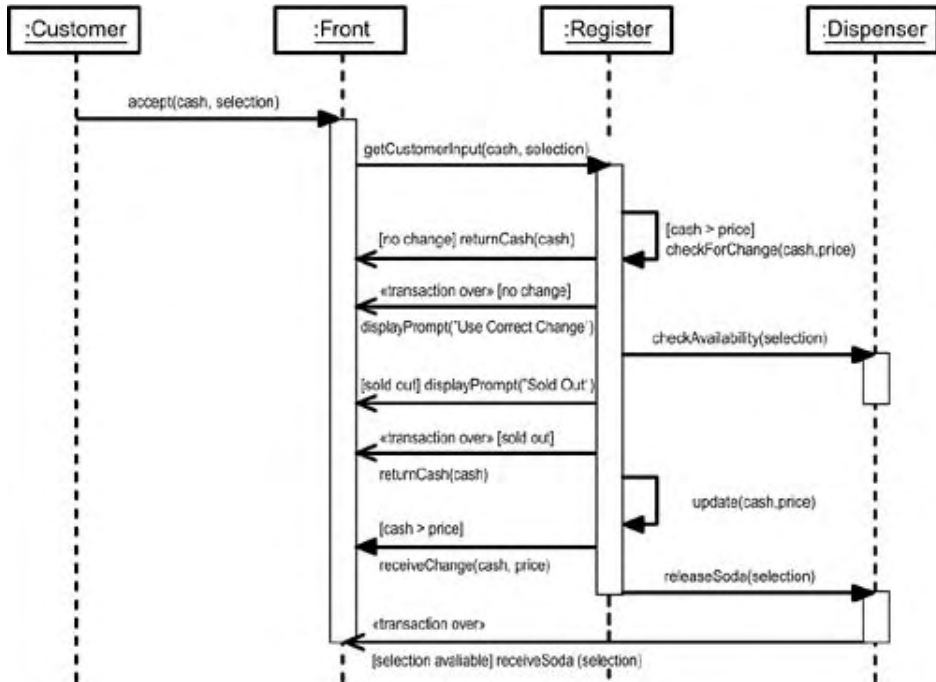 :Customer
:Front
:Register
:Dispenser
accept(cash, selection)
getCustomerInput(cash, selection)
[cash > price]
checkForChange(cash,price)
[no change] returnCash(cash)
«transaction over» [no change]
displayPrompt("Use Correct Change")
checkAvailability(selection)
[sold out] displayPrompt("Sold Out")
«transaction over» [sold out]
returnCash(cash)
update(cash,price)
[cash > price]
receiveChange(cash, price)
releaseSoda(selection)
«transaction over»
[selection avaliable] receiveSoda (selection)